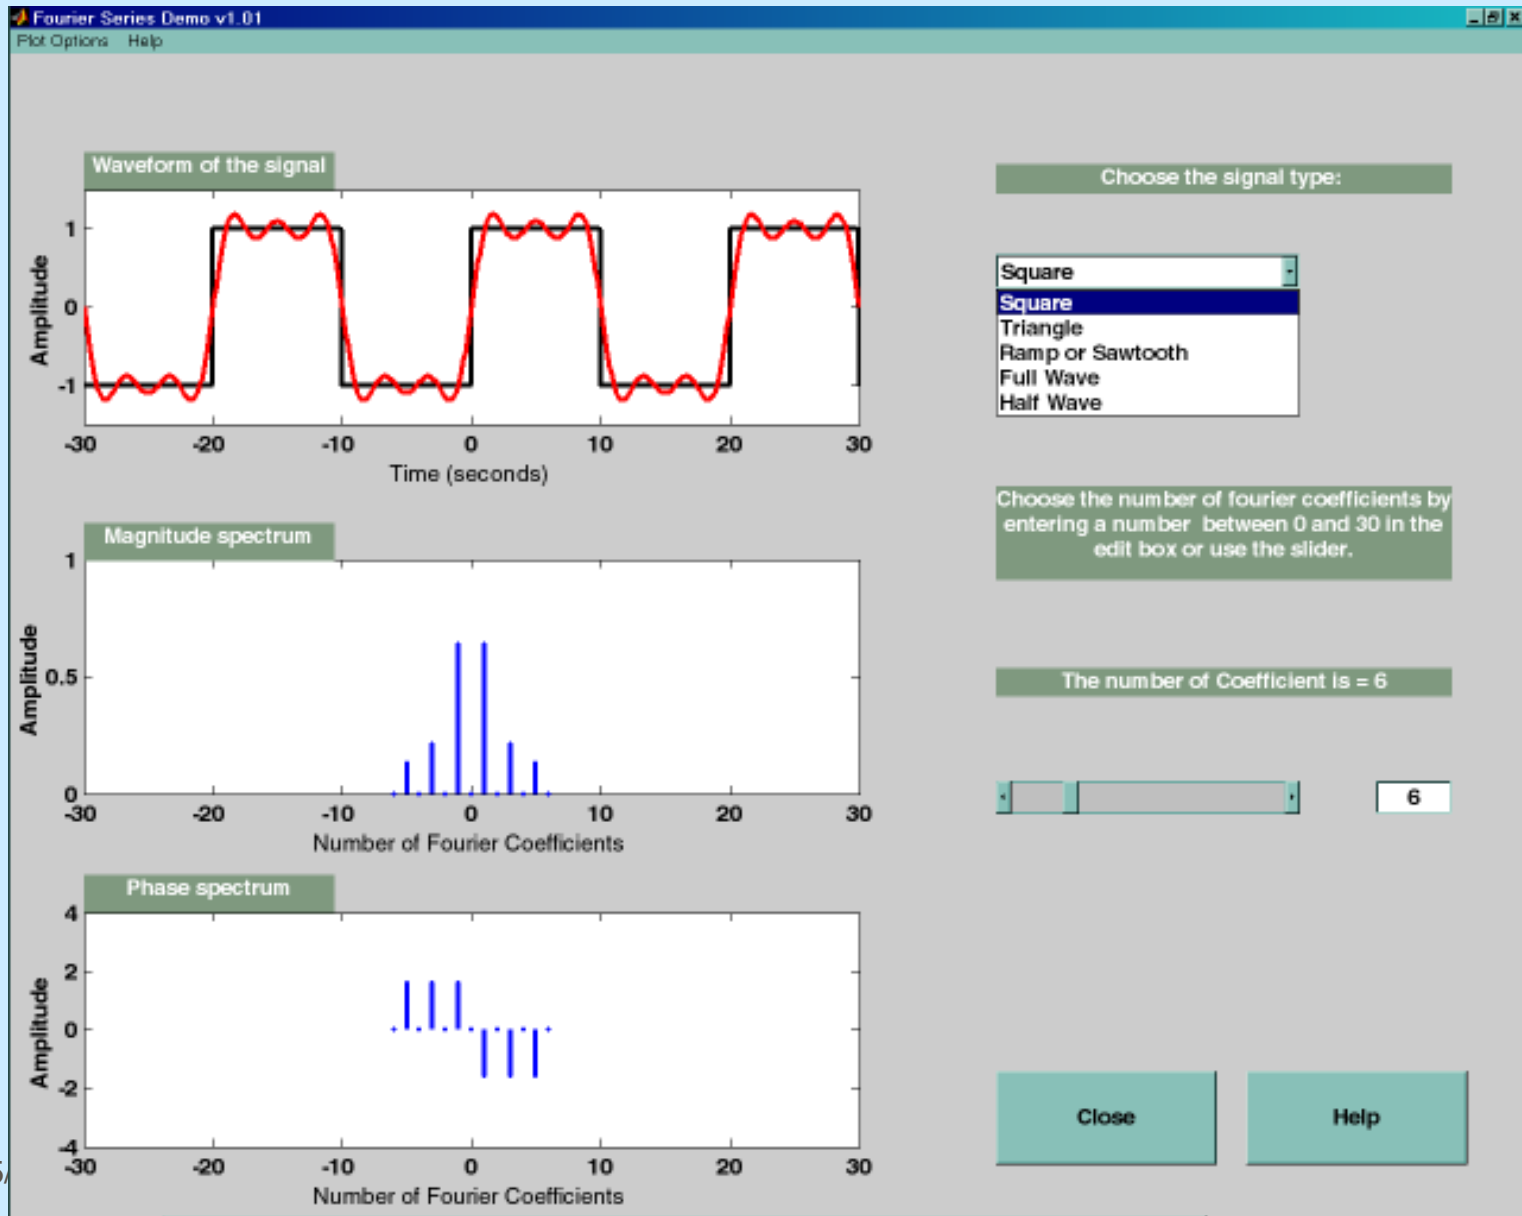 Fourier Series Demo v1.01
Plot Options Help
Waveform of the signal
Amplitude
1
0
-1
-30 -20 -10 0 10 20 30
Time (seconds)
Magnitude spectrum
Amplitude
1
0.5
0
-30 -20 -10 0 10 20 30
Number of Fourier Coefficients
Phase spectrum
Amplitude
4
2
0
-2
-4
-30 -20 -10 0 10 20 30
Number of Fourier Coefficients
Choose the signal type:
Square
Square
Triangle
Ramp or Sawtooth
Full Wave
Half Wave
Choose the number of fourier coefficients by
entering a number between 0 and 30 in the
edit box or use the slider.
The number of Coefficient is = 6
6
Close
Help